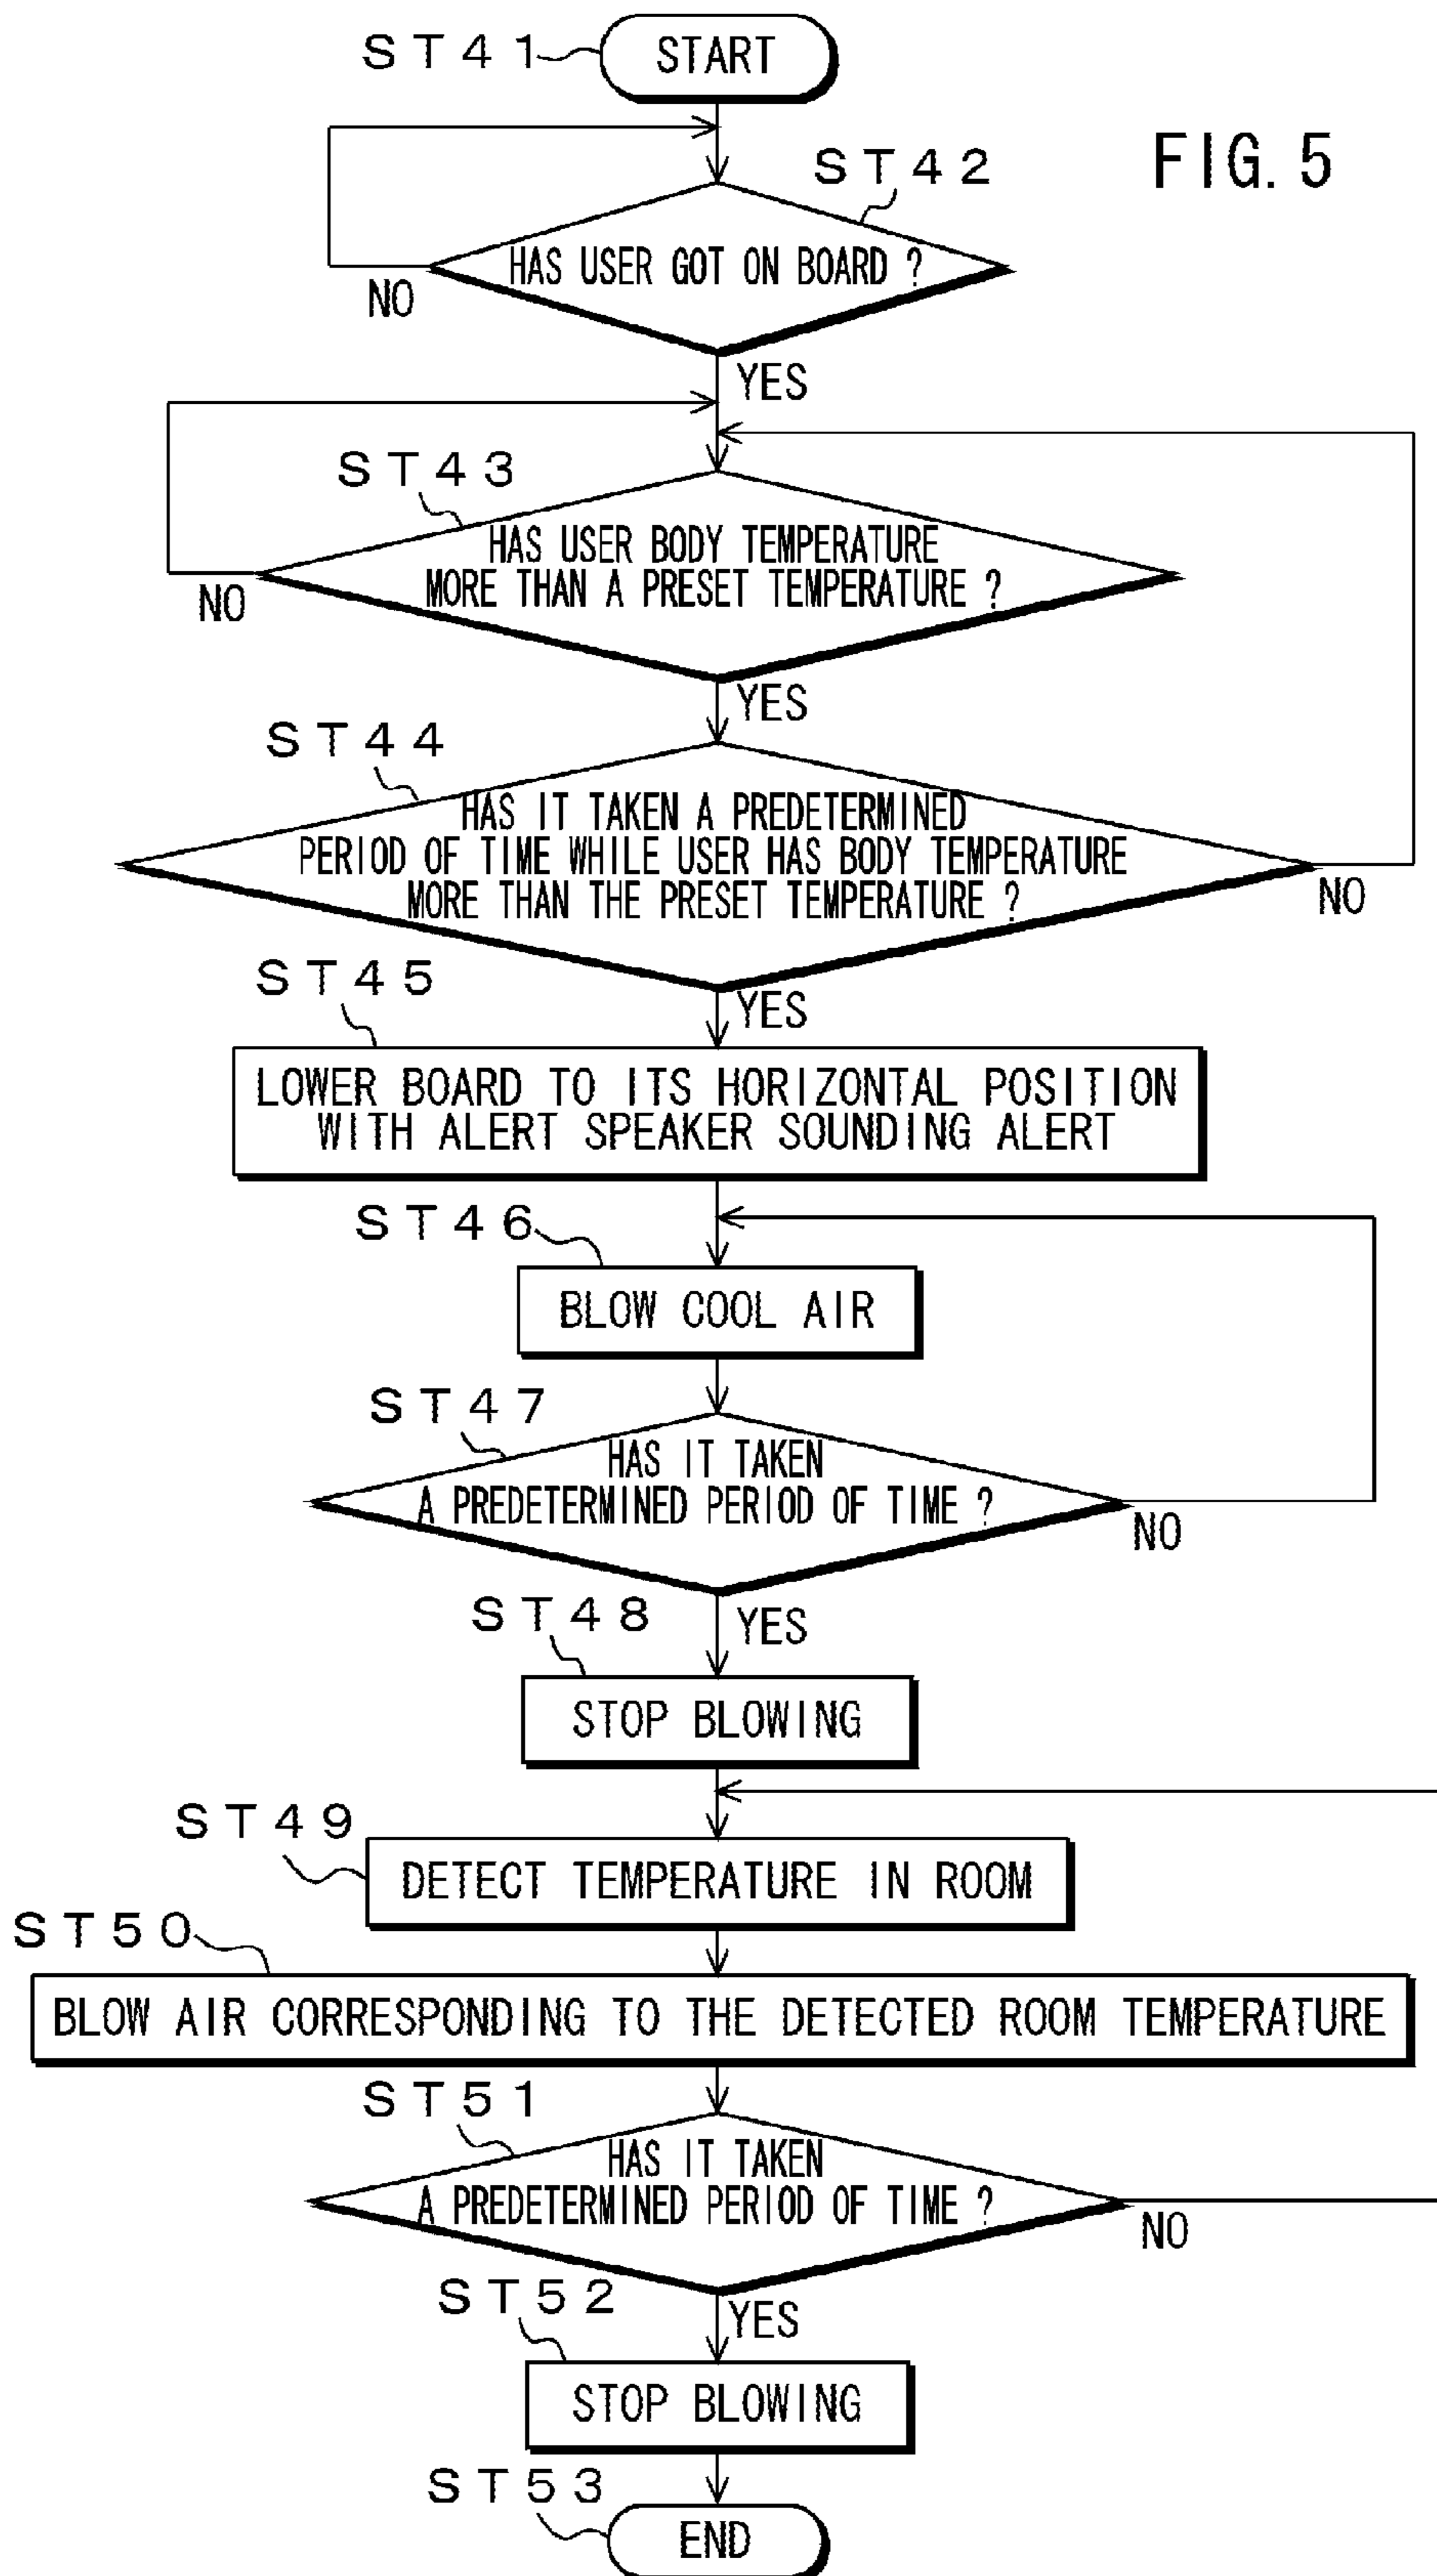 ST41
START
FIG. 5
ST42
HAS USER GOT ON BOARD ?
NO
YES
ST43
HAS USER BODY TEMPERATURE
MORE THAN A PRESET TEMPERATURE ?
NO
YES
ST44
HAS IT TAKEN A PREDETERMINED
PERIOD OF TIME WHILE USER HAS BODY TEMPERATURE
MORE THAN THE PRESET TEMPERATURE ?
NO
YES
ST45
LOWER BOARD TO ITS HORIZONTAL POSITION
WITH ALERT SPEAKER SOUNDING ALERT
ST46
BLOW COOL AIR
ST47
HAS IT TAKEN
A PREDETERMINED PERIOD OF TIME ?
NO
YES
ST48
STOP BLOWING
ST49
DETECT TEMPERATURE IN ROOM
ST50
BLOW AIR CORRESPONDING TO THE DETECTED ROOM TEMPERATURE
ST51
HAS IT TAKEN
A PREDETERMINED PERIOD OF TIME ?
NO
YES
ST52
STOP BLOWING
ST53
END